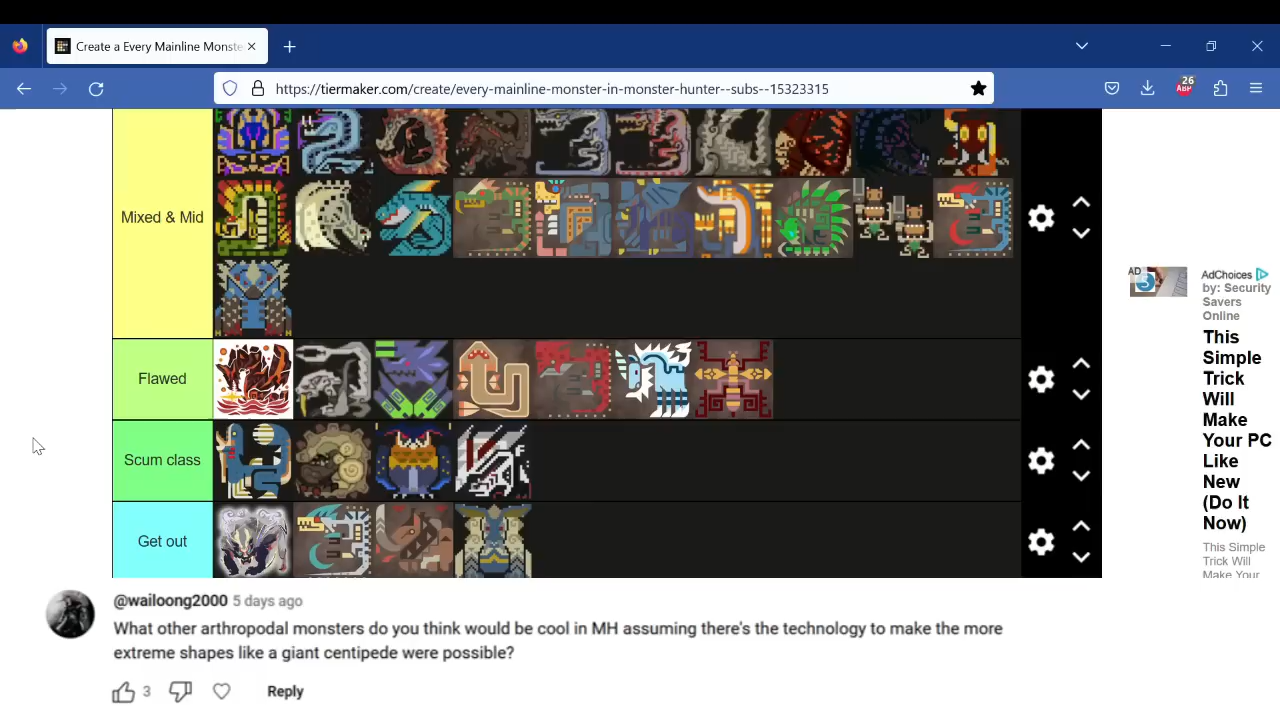 Create a Every Mainline Monste
https://tiermaker.com/create/every-mainline-monster-in-monster-hunter--subs--15323315
26
ABP
Mixed & Mid
Flawed
Scum class
Get out
AD
AdChoices
by: Security
Savers
Online
This
Simple
Trick
Will
Make
Your PC
Like
New
(Do It
Now)
This Simple
Trick Will
Make Your
@wailoong2000 5 days ago
What other arthropodal monsters do you think would be cool in MH assuming there's the technology to make the more
extreme shapes like a giant centipede were possible?
3 Reply